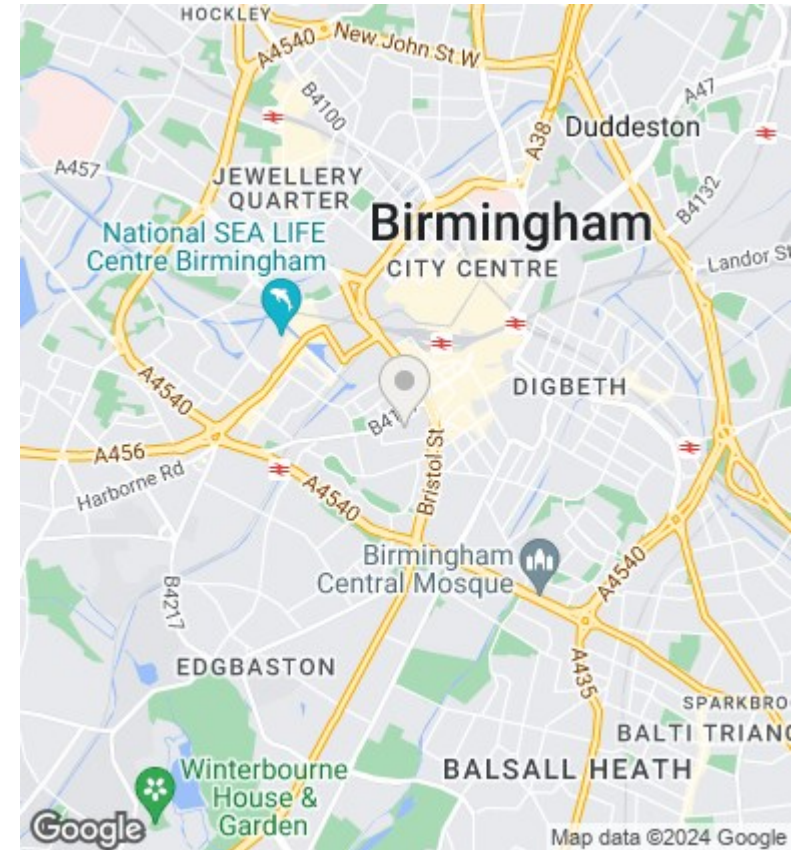 HOCKLEY
A4540
New John St W
B4100
A47
A38
Duddeston
A457
JEWELLERY
QUARTER
B4132
Birmingham
National SEA LIFE
Centre Birmingham
CITY CENTRE
Landor St
DIGBETH
A4540
A456
Harborne Rd
Bristol St
A4540
Birmingham
Central Mosque
A4540
B4217
EDGBASTON
A435
SPARKBRO
BALTI TRIANG
BALSALL HEATH
Winterbourne
House &
Garden
Google
Map data ©2024 Google